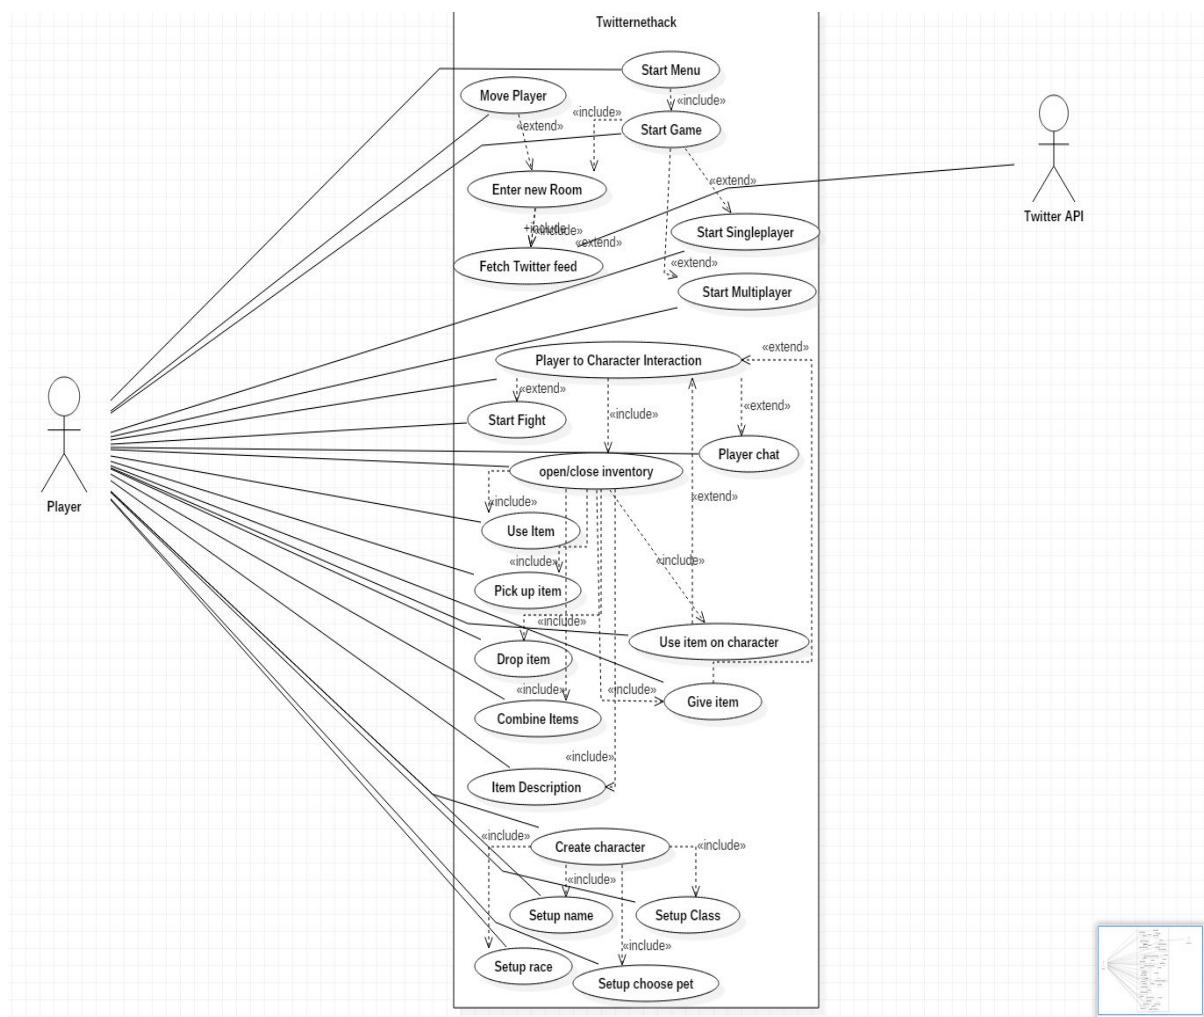 Twitternethack
Start Menu
Move Player
«include»
«include»
«extend»
Start Game
Twitter API
«extend»
Enter new Room
+include
«include»
«extend»
Start Singleplayer
Fetch Twitter feed
«extend»
Start Multiplayer
Player to Character Interaction
«extend»
«extend»
«include»
«extend»
Start Fight
Player chat
open/close inventory
«include»
«extend»
Player
Use Item
«include»
«include»
Pick up item
«include»
Use item on character
Drop item
«include»
«include»
Give item
Combine Items
«include»
Item Description
«include»
Create character
«include»
«include»
Setup name
Setup Class
«include»
Setup race
Setup choose pet